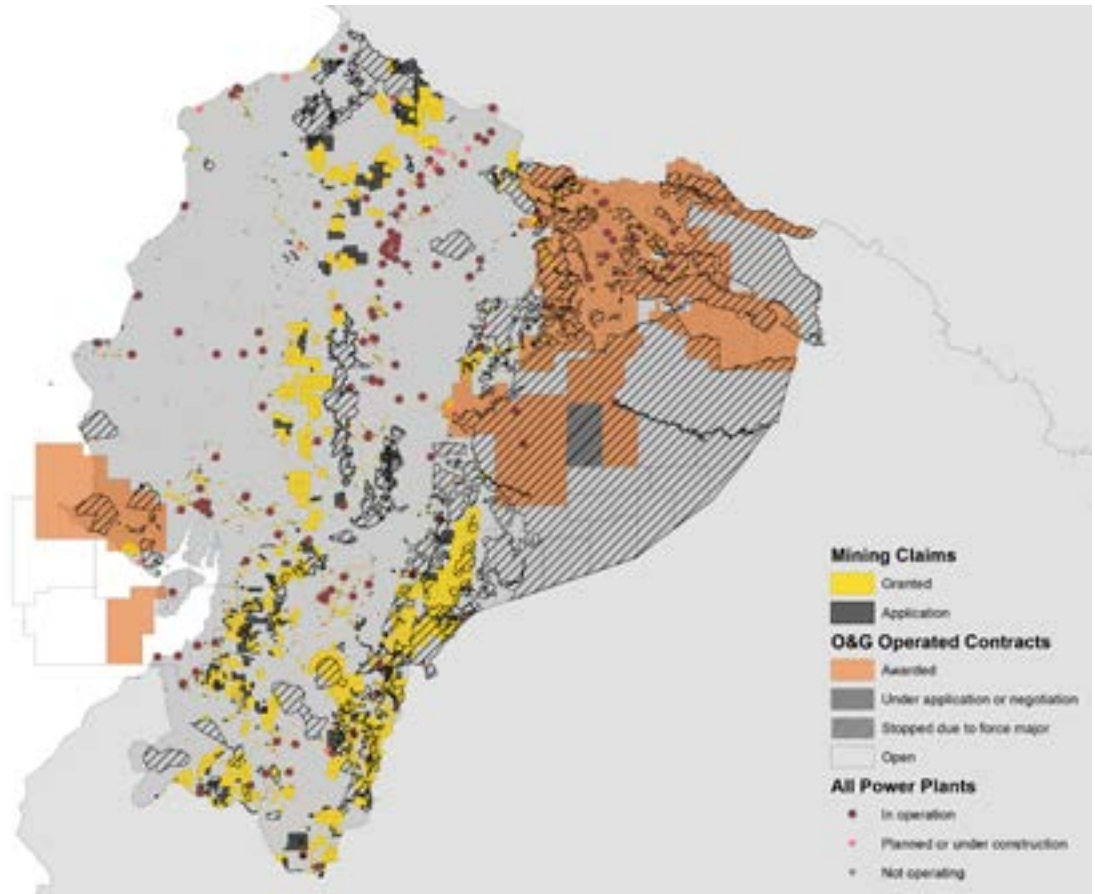 Mining Claims
Granted
Application
O&G Operated Contracts
Awarded
Under application or negotiation
Stopped due to force major
Open
All Power Plants
In operation
Planned or under construction
Not operating